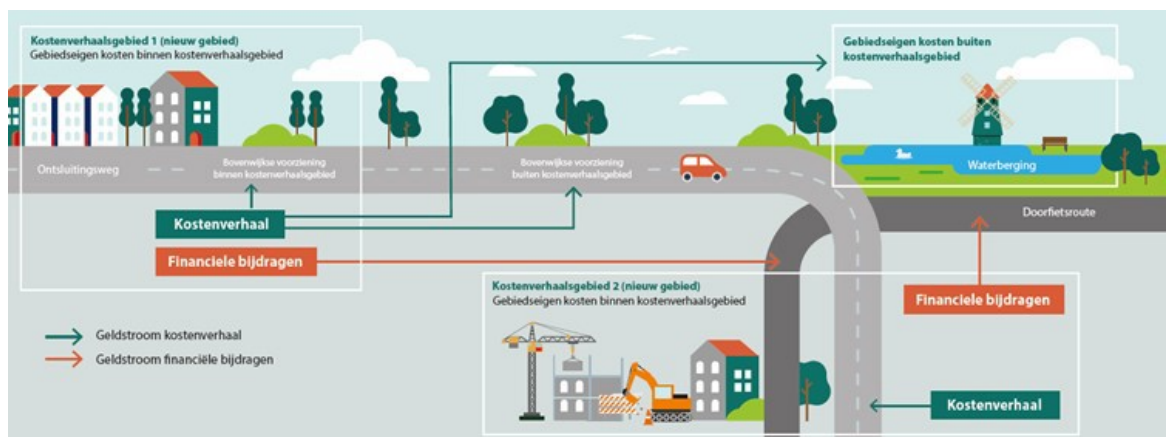 Kostenverhaalsgebied 1 (nieuw gebied)
Gebiedseigen kosten binnen kostenverhaalsgebied
Gebiedseigen kosten buiten
kostenverhaalsgebied
Ontsluitingsweg
Bovenwijkse voorziening
binnen kostenverhaalsgebied
Bovenwijkse voorziening
buiten kostenverhaalsgebied
Waterberging
Kostenverhaal
Doorfietsroute
Financiele bijdragen
Kostenverhaalsgebied 2 (nieuw gebied)
Gebiedseigen kosten binnen kostenverhaalsgebied
Financiele bijdragen
Geldstroom kostenverhaal
Geldstroom financiële bijdragen
Kostenverhaal